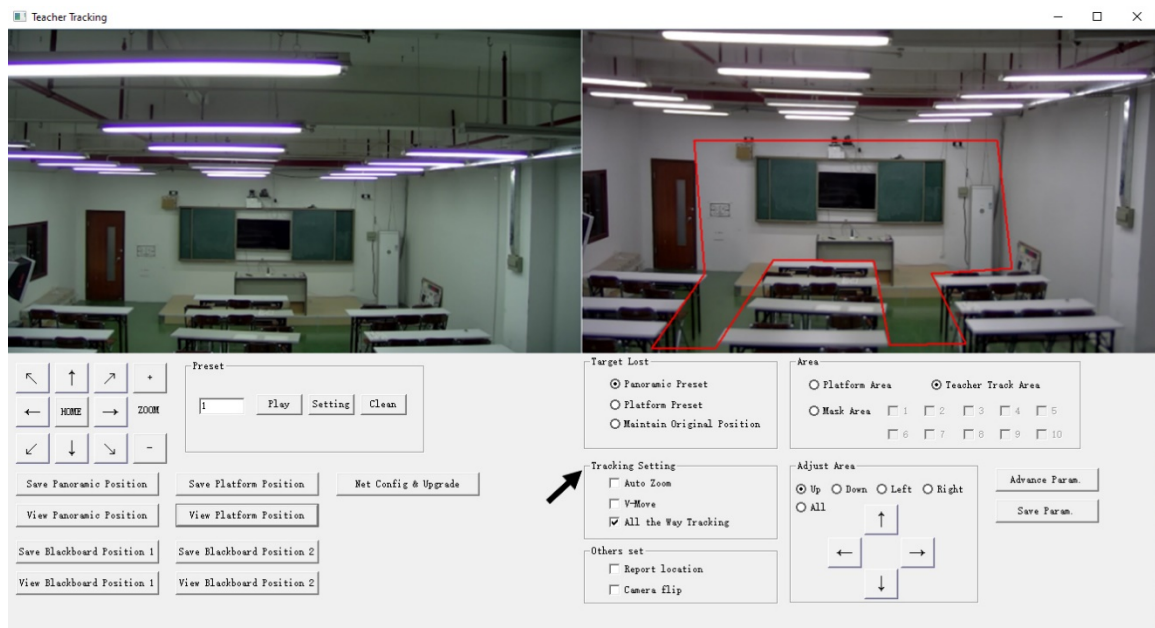 Teacher Tracking
Preset
1 Play Setting Clean
+
HOME ZOOM
-
Save Panoramic Position Save Platform Position Net Config & Upgrade
View Panoramic Position View Platform Position
Save Blackboard Position 1 Save Blackboard Position 2
View Blackboard Position 1 View Blackboard Position 2
Target Lost
Panoramic Preset
Platform Preset
Maintain Original Position
Area
Platform Area Teacher Track Area
Mask Area 1 2 3 4 5
6 7 8 9 10
Tracking Setting
Auto Zoom
V-Move
All the Way Tracking
Adjust Area
Up Down Left Right
All
Advance Param.
Save Param.
Others set
Report location
Camera flip